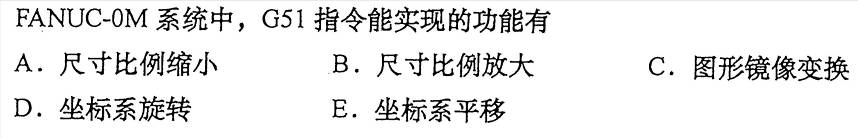 FANUC-0M 系统中，G51 指令能实现的功能有
A．尺寸比例缩小 B．尺寸比例放大 C．图形镜像变换
D．坐标系旋转 E．坐标系平移